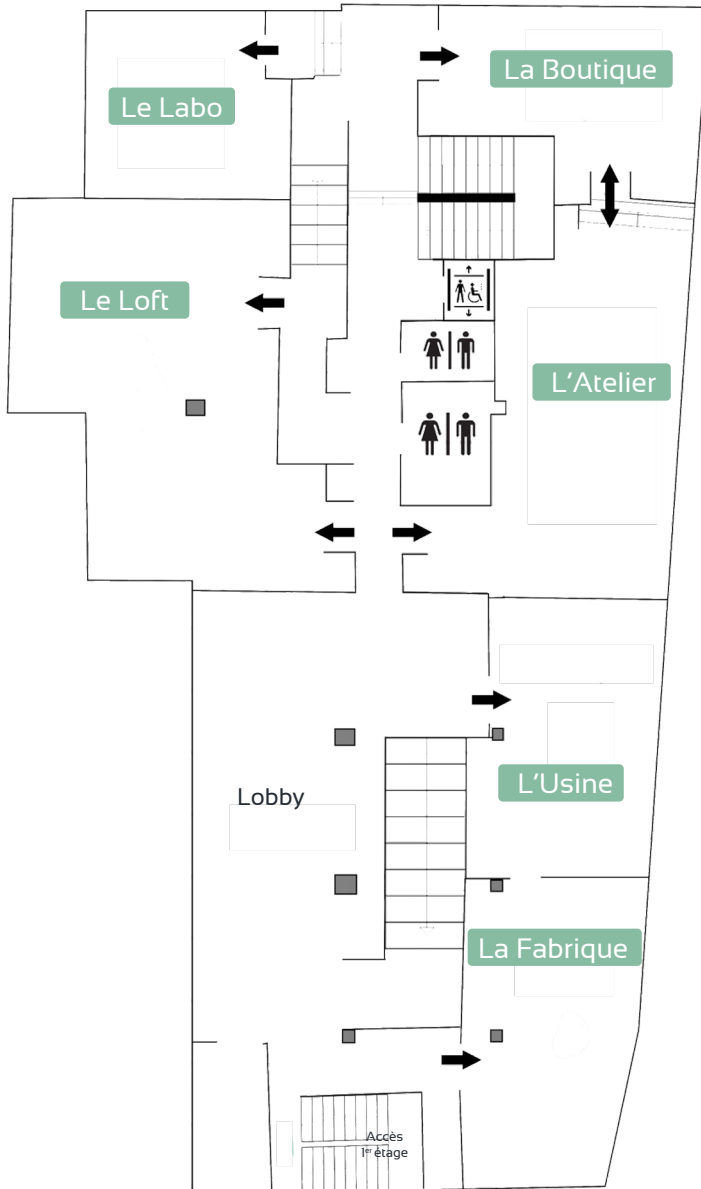 La Boutique
Le Labo
Le Loft
L'Atelier
L'Usine
Lobby
La Fabrique
Accès
1er étage